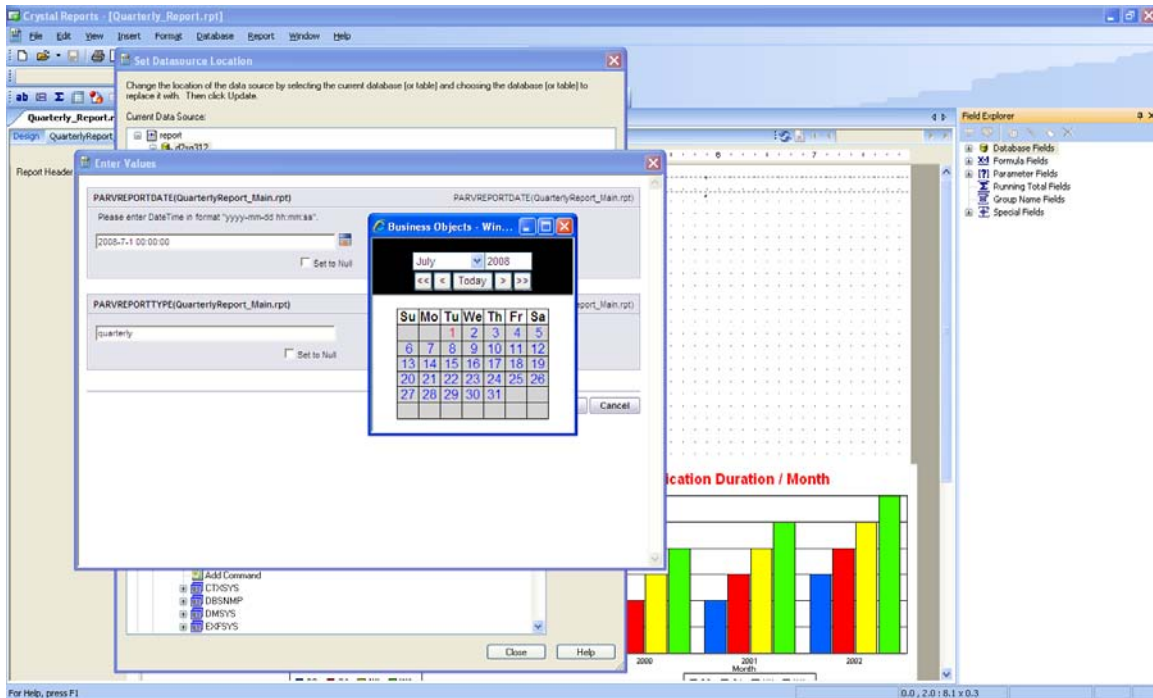 Crystal Reports - [Quarterly_Report.rpt]
File Edit View Insert Format Database Report Window Help
Set Datasource Location
Change the location of the data source by selecting the current database (or table) and choosing the database (or table) to
replace it with. Then click Update.
Quarterly_Report.r
Current Data Source:
Design QuarterlyReport
report
Report Header
Enter Values
PARVREPORTDATE(QuarterlyReport_Main.rpt) PARVREPORTDATE(QuarterlyReport_Main.rpt)
Please enter DateTime in format "yyyy-mm-dd hh:mm:ss".
2008-7-1 00:00:00
Set to Null
PARVREPORTTYPE(QuarterlyReport_Main.rpt) eport_Main.rpt)
quarterly
Set to Null
Cancel
Business Objects - Win...
July 2008
<< < Today > >>
Su Mo Tu We Th Fr Sa
1 2 3 4 5
6 7 8 9 10 11 12
13 14 15 16 17 18 19
20 21 22 23 24 25 26
27 28 29 30 31
Field Explorer
Database Fields
Formula Fields
Parameter Fields
Running Total Fields
Group Name Fields
Special Fields
6 7
ication Duration / Month
2000 2001 2002
Month
Add Command
CTXSYS
DBSNMP
DMSYS
EXFSYS
Close Help
For Help, press F1
0.0 , 2.0 : 8.1 x 0.3